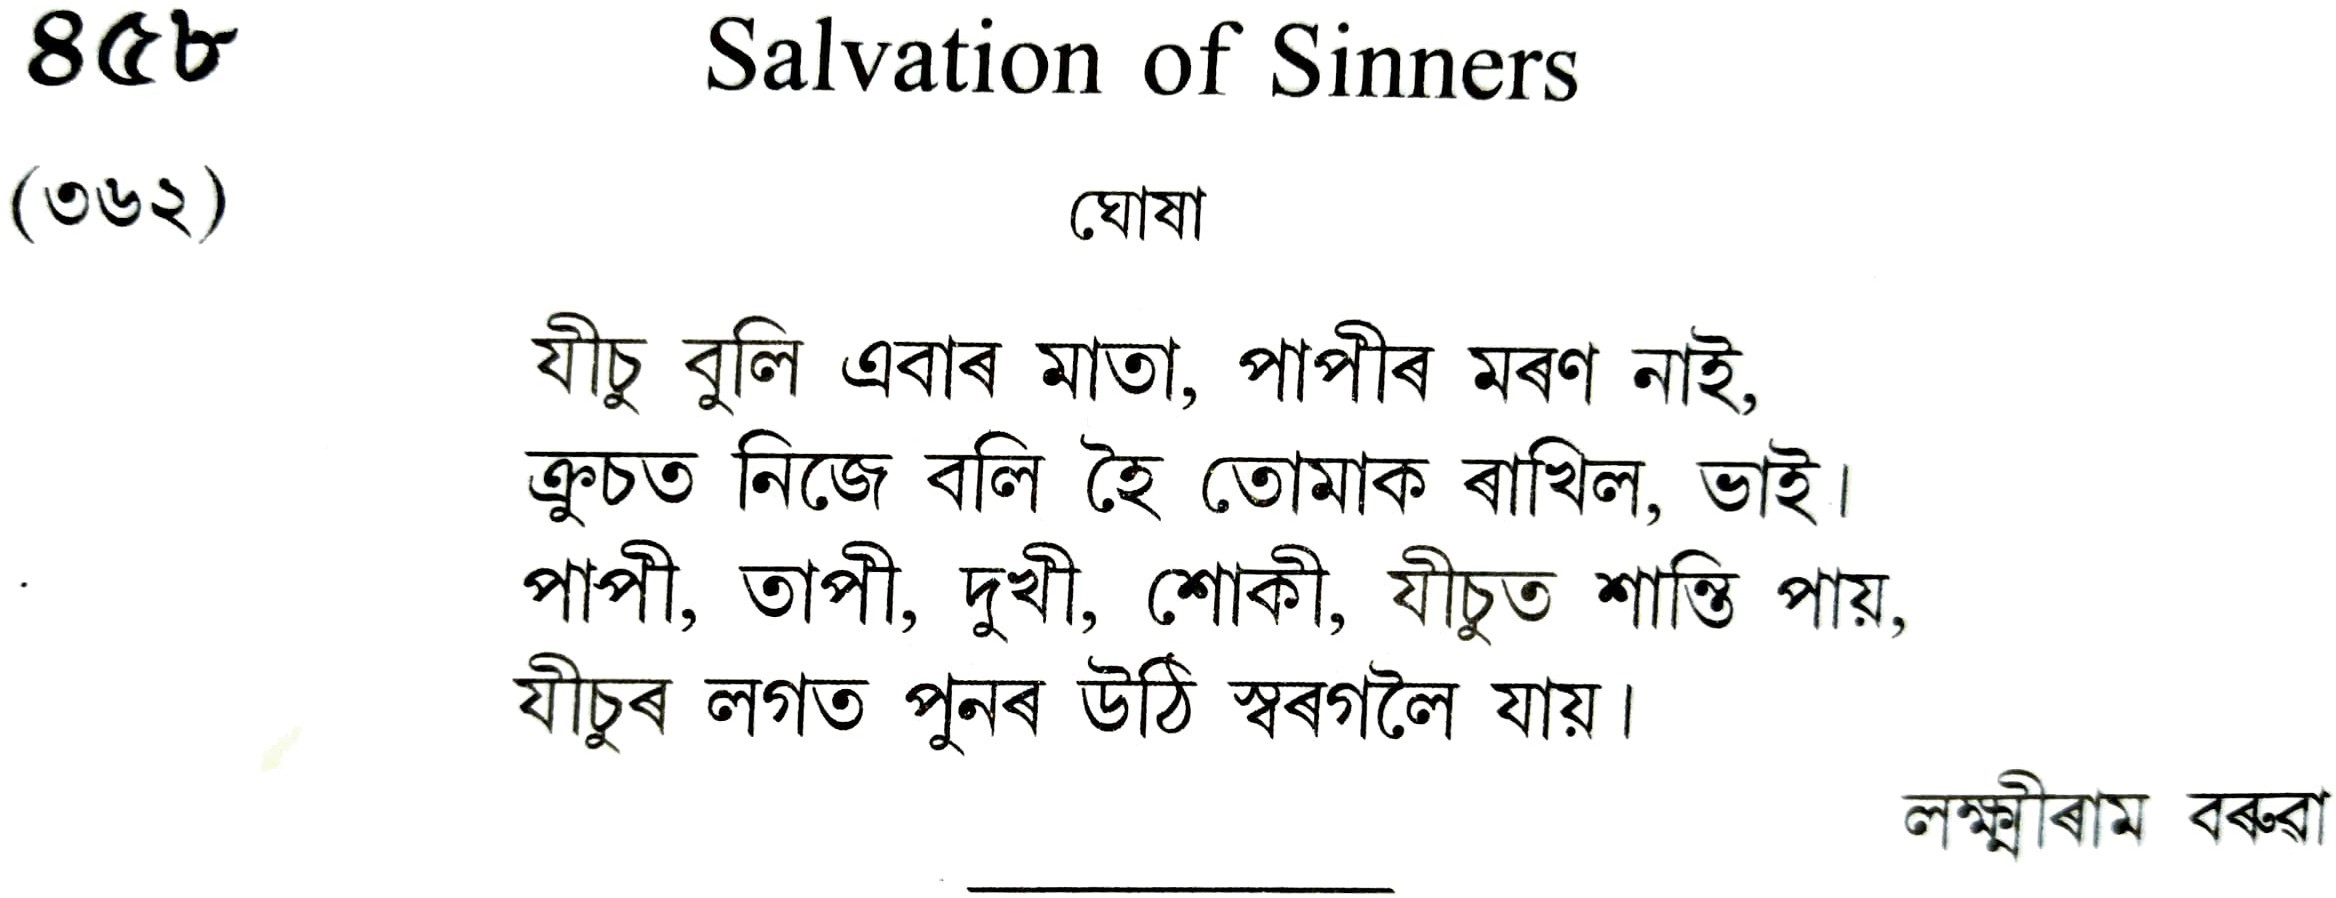 ৪৫৮ Salvation of Sinners
(৩৬২) ঘোষা
যীচু বুলি এবাৰ মাতা, পাপীৰ মৰণ নাই,
ক্ৰুচত নিজে বলি হৈ তোমাক ৰাখিল, ভাই।
পাপী, তাপী, দুখী, শোকী, যীচুত শান্তি পায়,
যীচুৰ লগত পুনৰ উঠি স্বৰগলৈ যায়।
লক্ষ্মীৰাম বৰুৱা